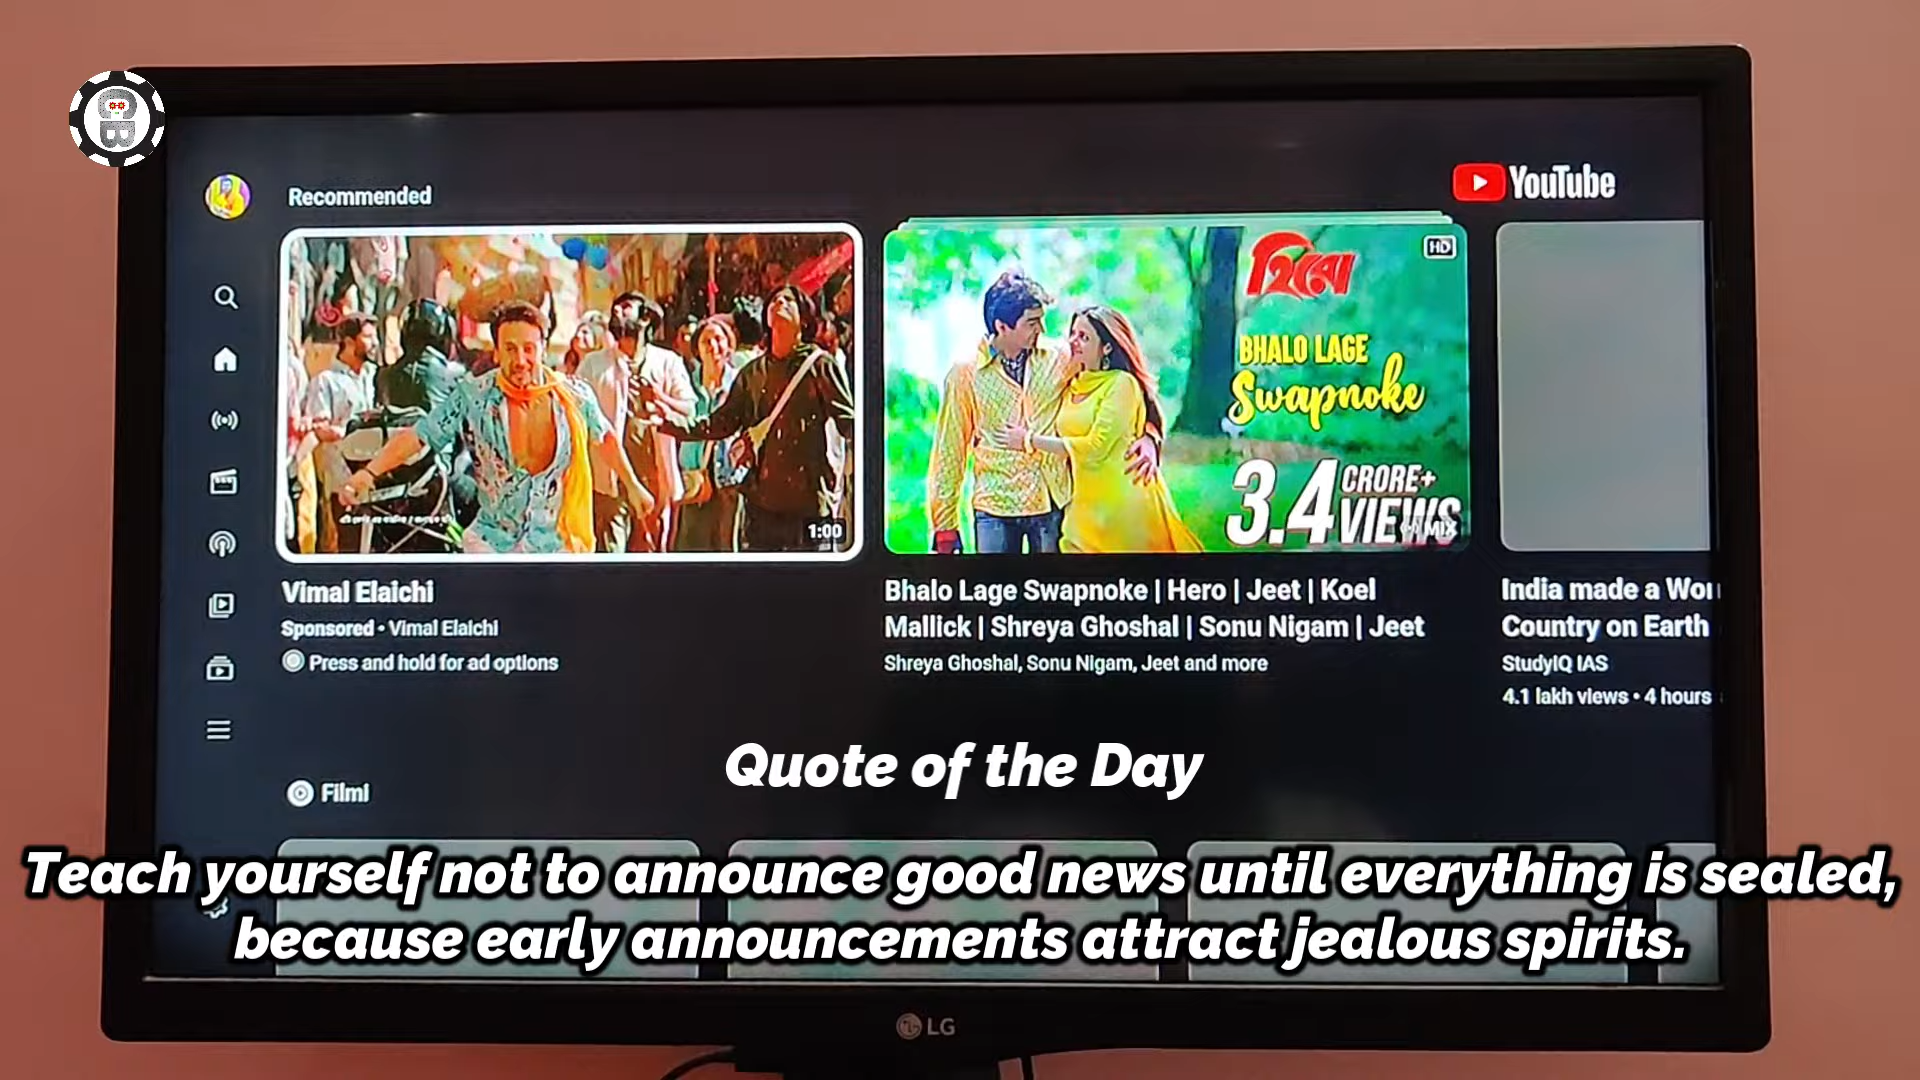 Recommended
YouTube
1:00
হিরো
HD
BHALO LAGE
Swapnoke
3.4 CRORE+
VIEWS
MIX
Vimal Elaichi
Sponsored • Vimal Elaichi
Press and hold for ad options
Bhalo Lage Swapnoke | Hero | Jeet | Koel
Mallick | Shreya Ghoshal | Sonu Nigam | Jeet
Shreya Ghoshal, Sonu Nigam, Jeet and more
India made a
Country on Earth
StudyIQ IAS
4.1 lakh views • 4 hours
Filmi
Quote of the Day
Teach yourself not to announce good news until everything is sealed,
because early announcements attract jealous spirits.
LG